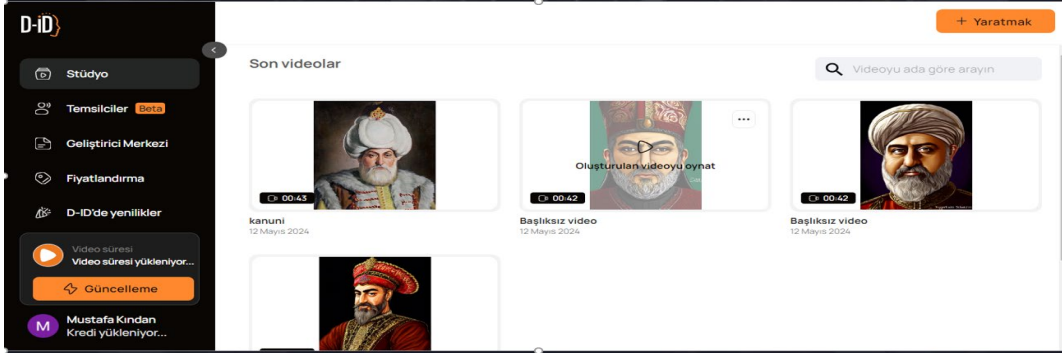 D-iD
+ Yaratmak
Stüdyo
Temsilciler Beta
Geliştirici Merkezi
Fiyatlandırma
D-ID'de yenilikler
Video süresi
Video süresi yükleniyor...
Güncelleme
M
Mustafa Kından
Kredi yükleniyor...
Son videolar
Videoyu ada göre arayın
00:43
kanuni
12 Mayıs 2024
Oluşturulan videoyu oynat
00:42
Başlıksız video
12 Mayıs 2024
00:42
Başlıksız video
12 Mayıs 2024